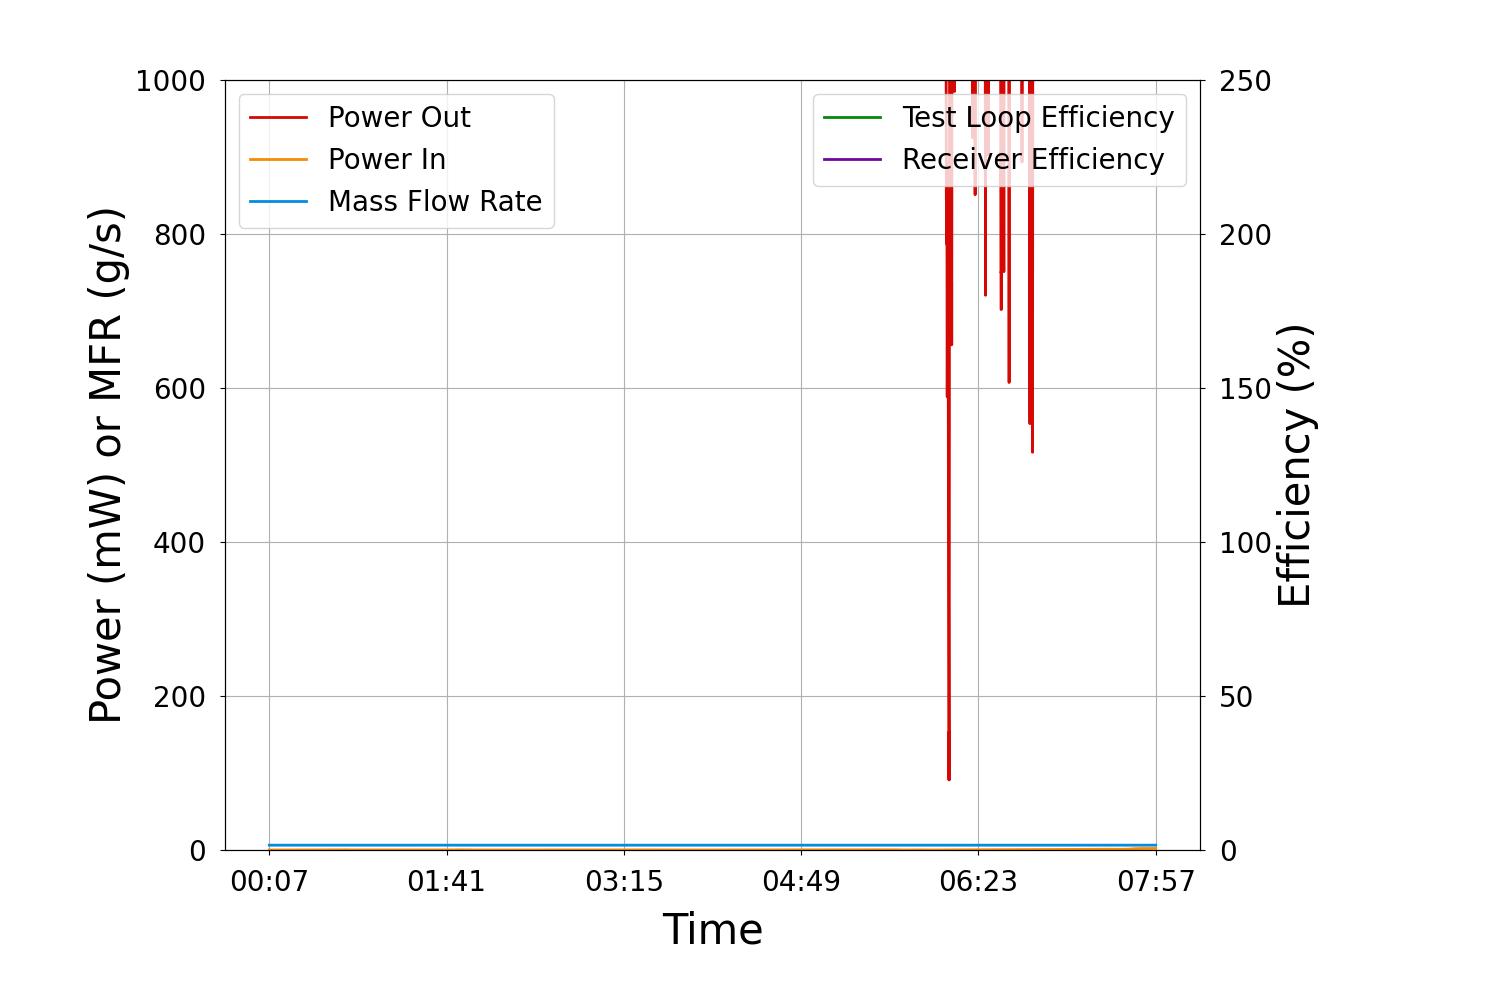 Power Out
Power In
Mass Flow Rate
Test Loop Efficiency
Receiver Efficiency
Power (mW) or MFR (g/s)
1000
800
600
400
200
0
250
200
150
100
50
0
Efficiency (%)
00:07 01:41 03:15 04:49 06:23 07:57
Time